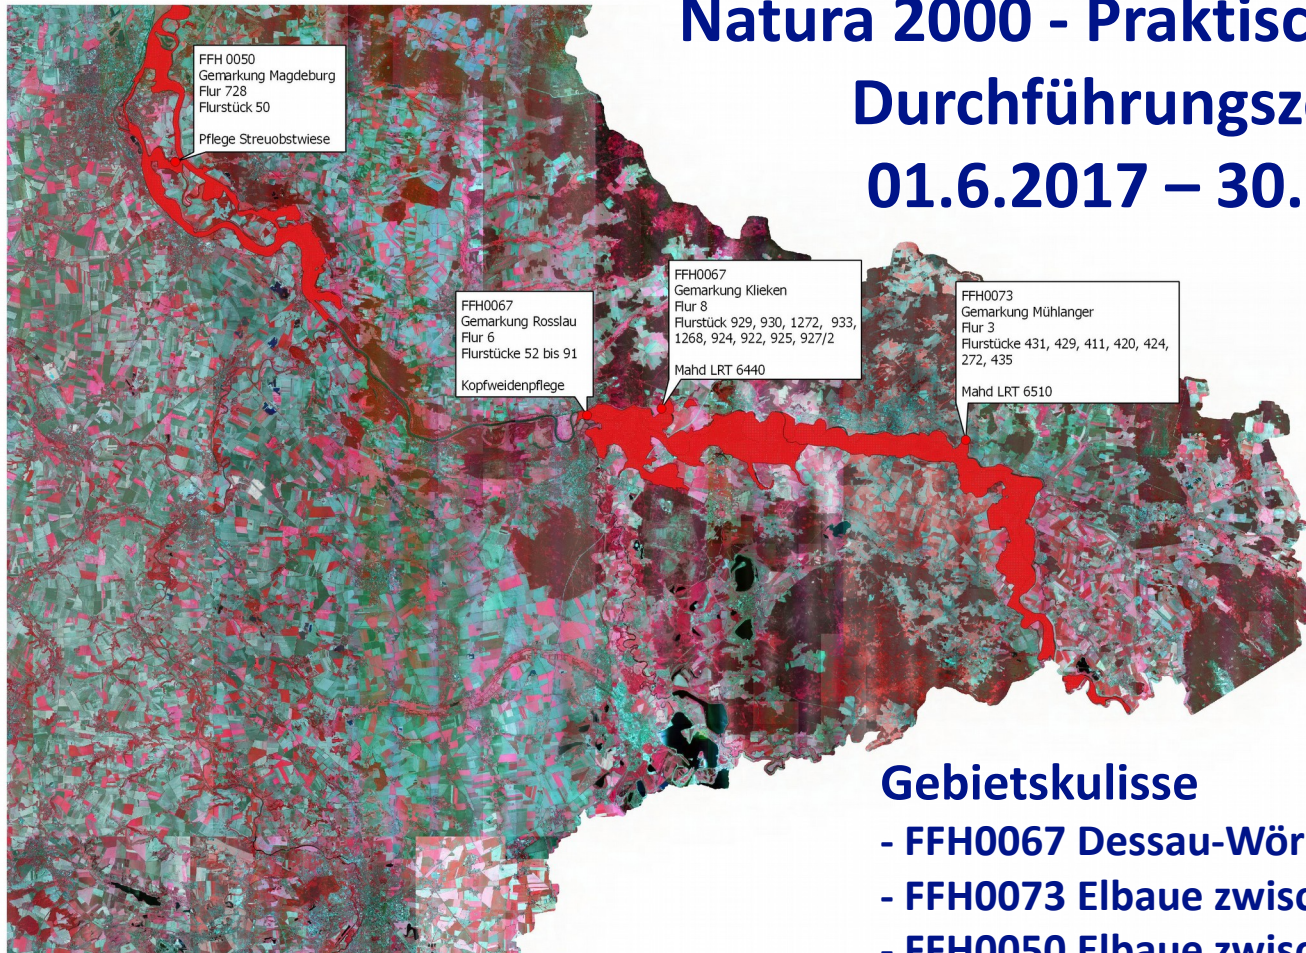 Natura 2000 - Praktisc
Durchführungsz
01.6.2017 – 30.
FFH 0050
Gemarkung Magdeburg
Flur 728
Flurstück 50
Pflege Streuobstwiese
FFH0067
Gemarkung Rosslau
Flur 6
Flurstücke 52 bis 91
Kopfweidenpflege
FFH0067
Gemarkung Klieken
Flur 8
Flurstück 929, 930, 1272, 933,
1268, 924, 922, 925, 927/2
Mahd LRT 6440
FFH0073
Gemarkung Mühlanger
Flur 3
Flurstücke 431, 429, 411, 420, 424,
272, 435
Mahd LRT 6510
Gebietskulisse
- FFH0067 Dessau-Wör
- FFH0073 Elbaue zwisc
- FFH0050 Elbaue zwisc